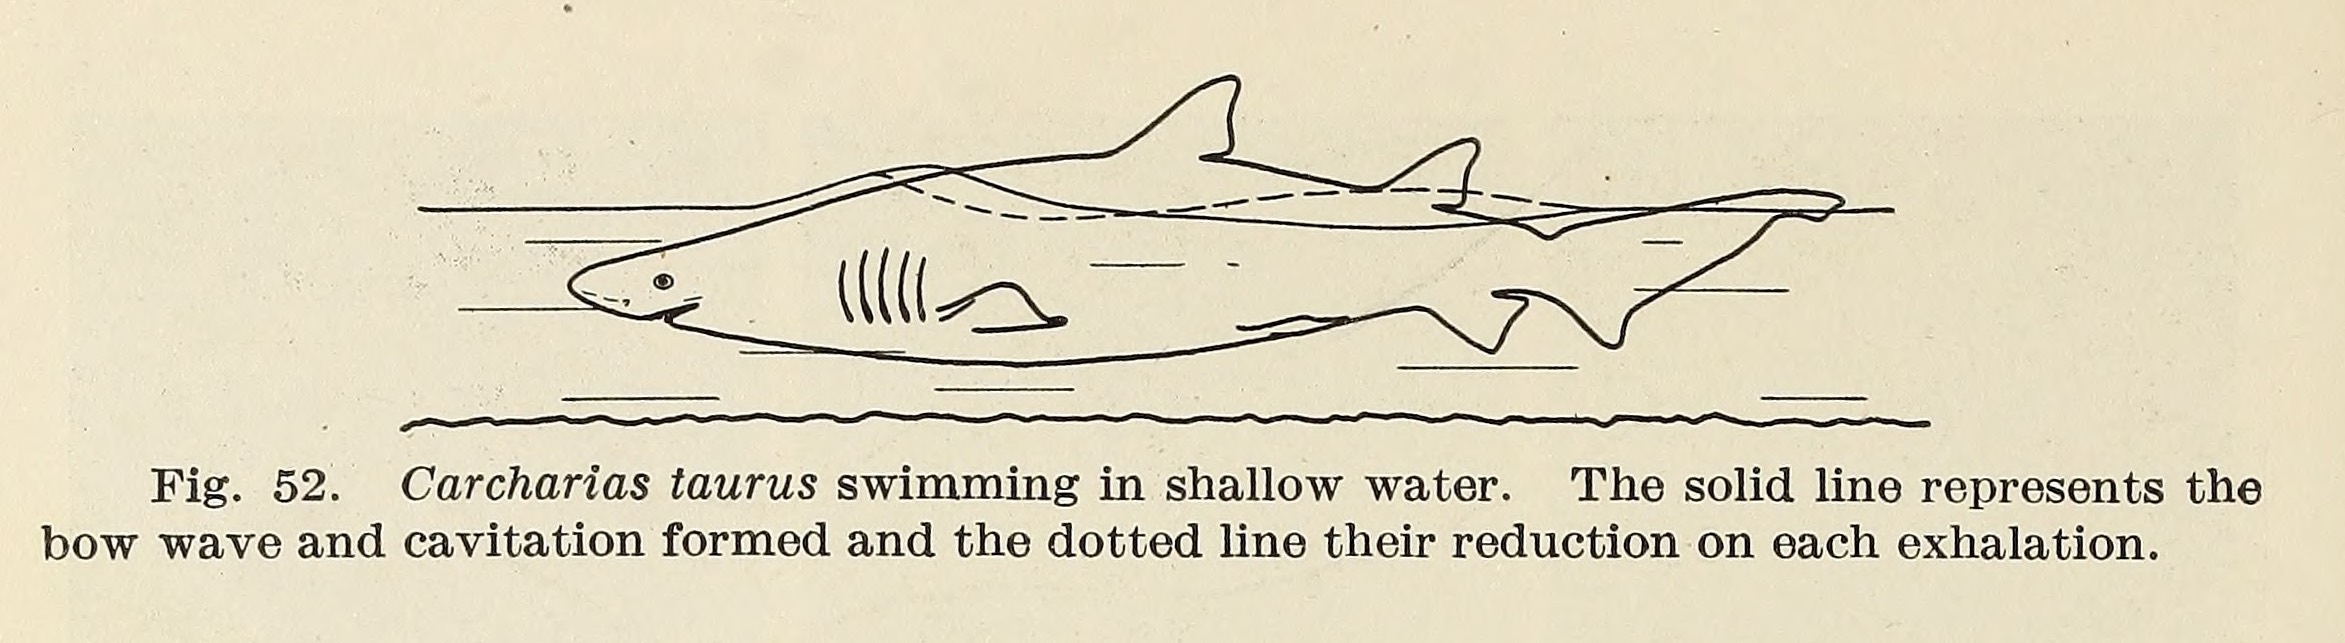 Fig. 52. Carcharias taurus swimming in shallow water. The solid line represents the
bow wave and cavitation formed and the dotted line their reduction on each exhalation.